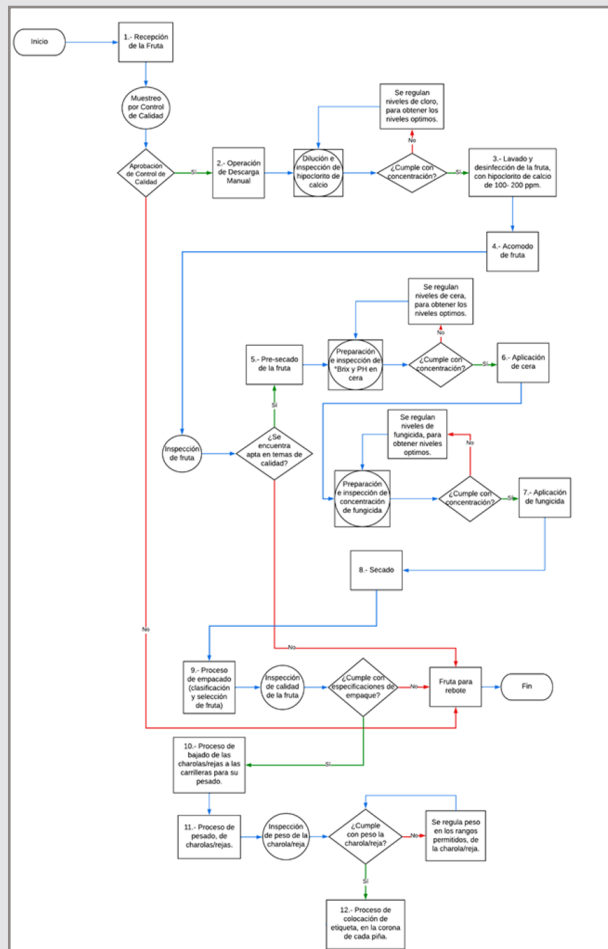 Inicio
1.- Recepción
de la Fruta
Muestreo
por Control
de Calidad
Aprobación
de Control
de Calidad
Sí
2.- Operación
de Descarga
Manual
Dilución e
inspección de
hipoclorito de
calcio
Se regulan
niveles de cloro,
para obtener los
niveles optimos.
No
¿Cumple con
concentración?
Sí
3.- Lavado y
desinfección de la fruta,
con hipoclorito de calcio
de 100- 200 ppm.
4.- Acomodo
de fruta
Inspección
de fruta
¿Se
encuentra
apta en temas
de calidad?
Sí
5.- Pre-secado
de la fruta
Preparación
e inspección de
°Brix y PH en
cera
Se regulan
niveles de cera,
para obtener los
niveles optimos.
No
¿Cumple con
concentración?
Sí
6.- Aplicación
de cera
Preparación
e inspección de
concentración
de fungicida
Se regulan
niveles de
fungicida, para
obtener niveles
optimos.
No
¿Cumple con
concentración?
Sí
7.- Aplicación
de fungicida
8.- Secado
No
No
9.- Proceso
de empacado
(clasificación
y selección
de fruta)
Inspección
de calidad
de la fruta
¿Cumple con
especificaciones de
empaque?
No
Fruta para
rebote
Fin
Sí
10.- Proceso de
bajado de las
charolas/rejas a las
carrilleras para su
pesado.
11.- Proceso de
pesado, de
charolas/rejas.
Inspección
de peso de la
charola/reja
¿Cumple
con peso la
charola/reja?
No
Se regula peso
en los rangos
permitidos, de
la charola/reja.
Sí
12.- Proceso de
colocación de
etiqueta, en la corona
de cada piña.